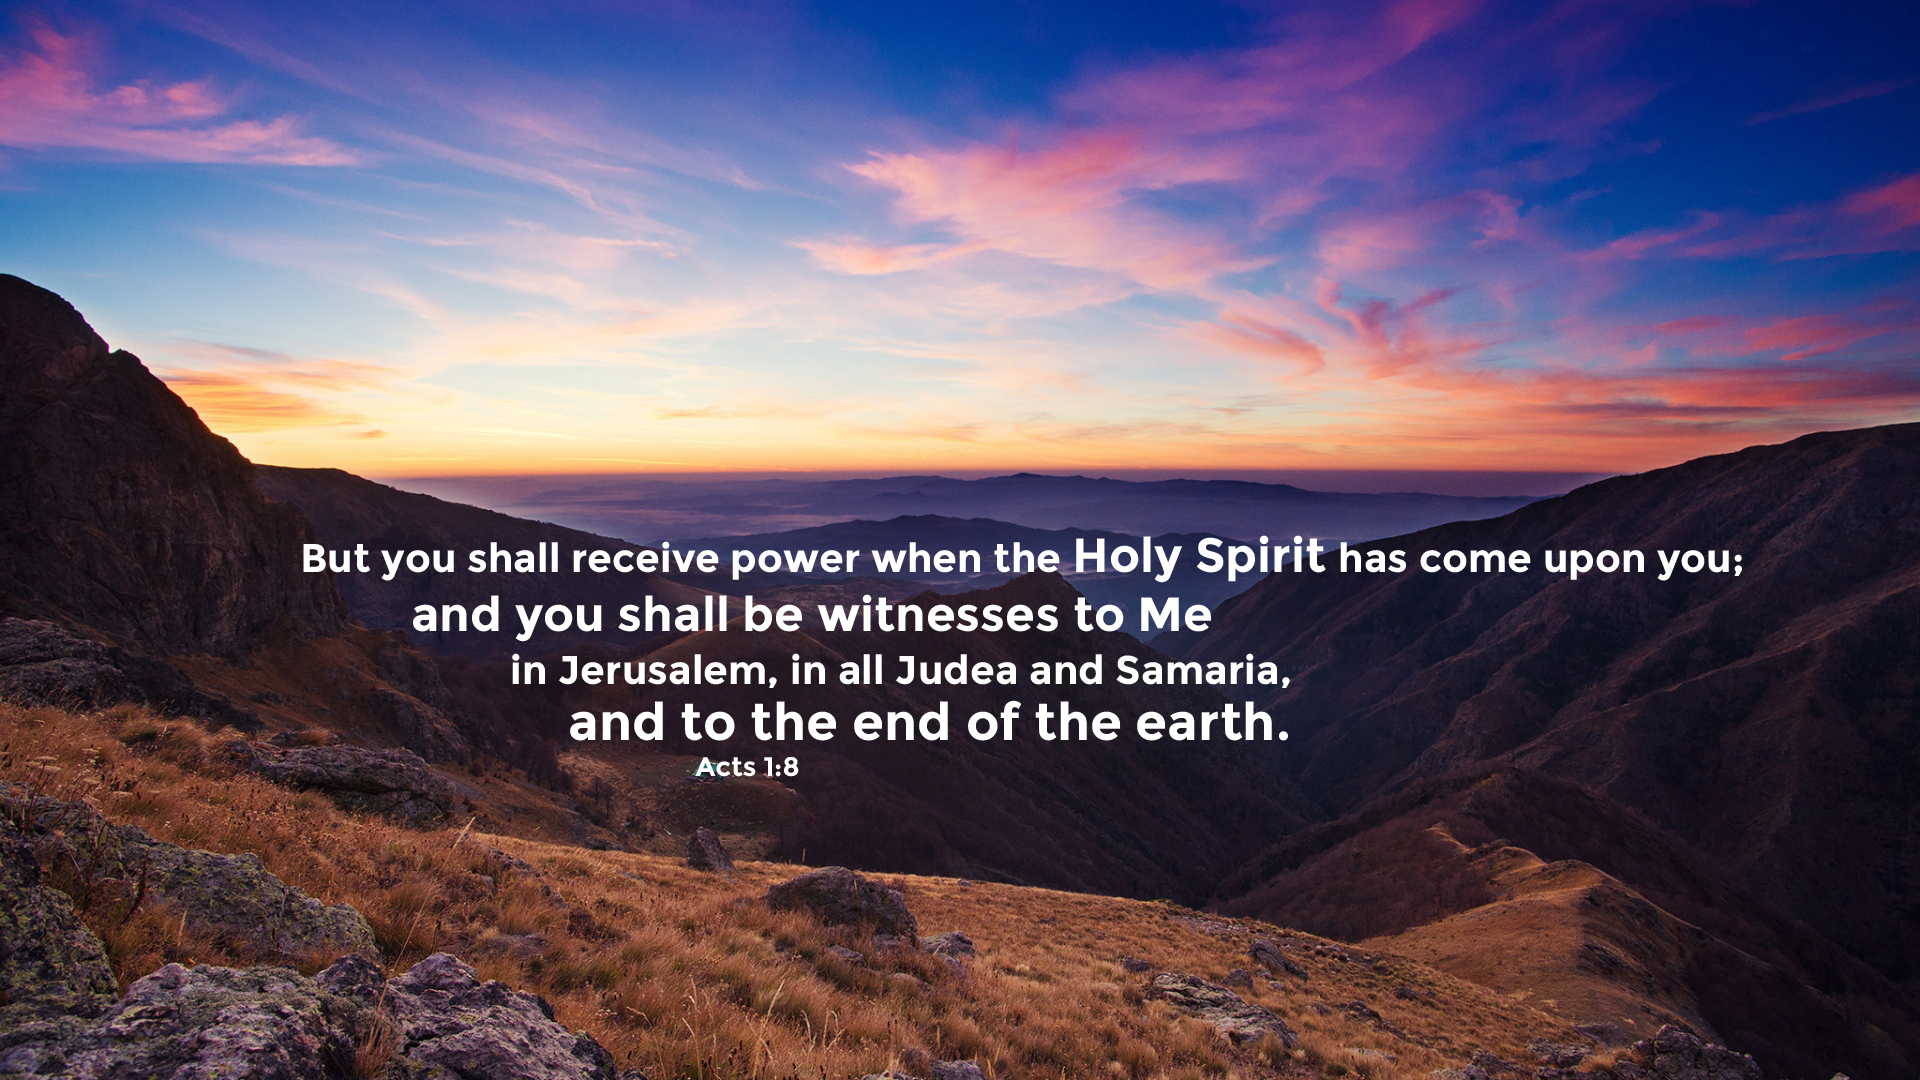 But you shall receive power when the Holy Spirit has come upon you;
and you shall be witnesses to Me
in Jerusalem, in all Judea and Samaria,
and to the end of the earth.
Acts 1:8